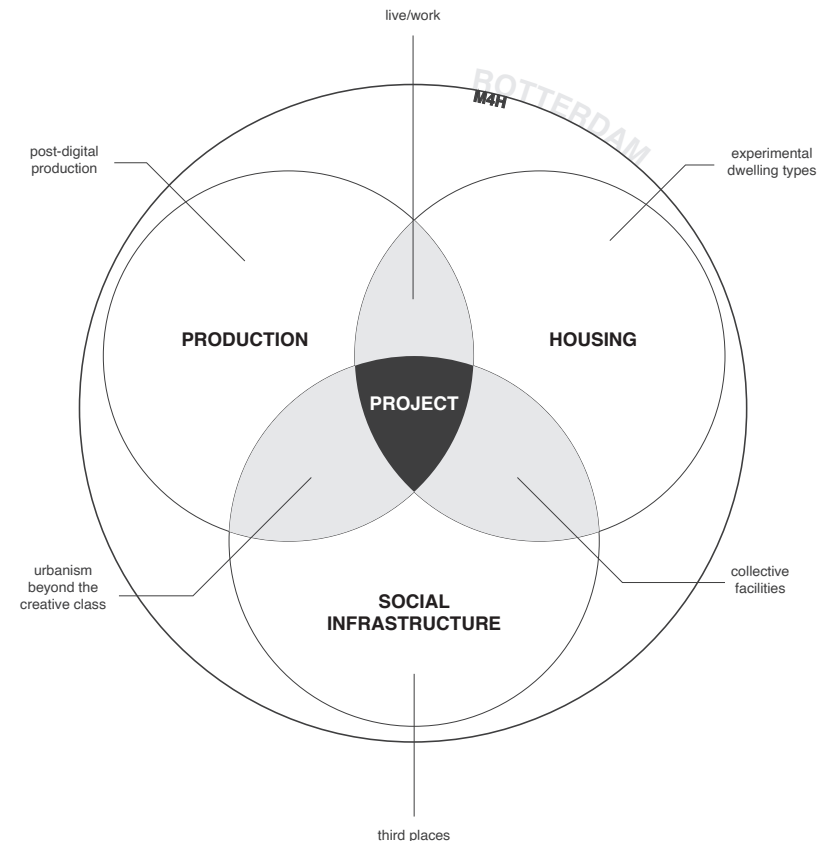 live/work
ROTTERDAM
M4H
post-digital
production
experimental
dwelling types
PRODUCTION
HOUSING
PROJECT
urbanism
beyond the
creative class
collective
facilities
SOCIAL
INFRASTRUCTURE
third places